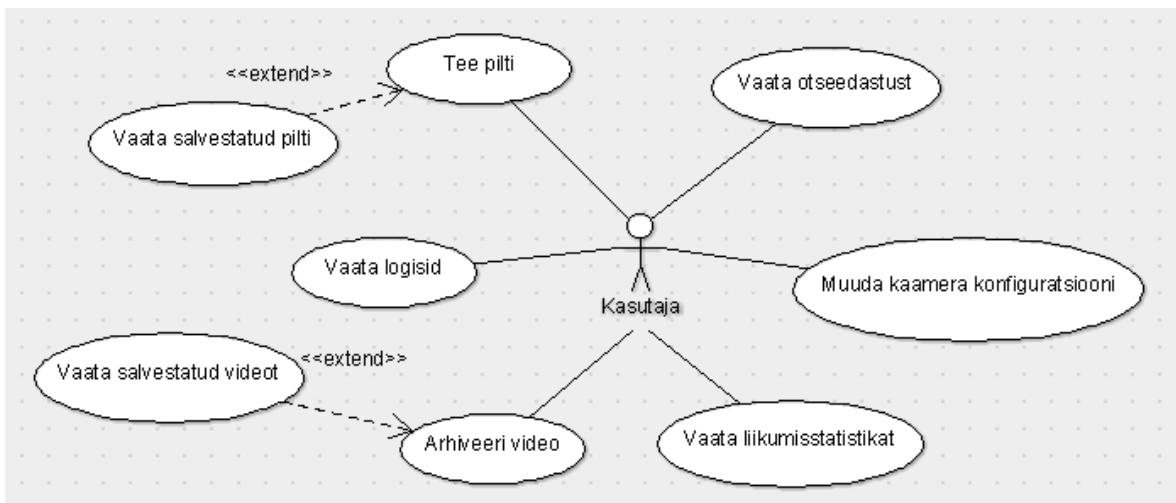 Tee pilti
<<extend>>
Vaata otseedastust
Vaata salvestatud pilti
Vaata logisid
Muuda kaamera konfiguratsiooni
Kasutaja
<<extend>>
Vaata salvestatud videot
Arhiveeri video
Vaata liikumisstatistikat